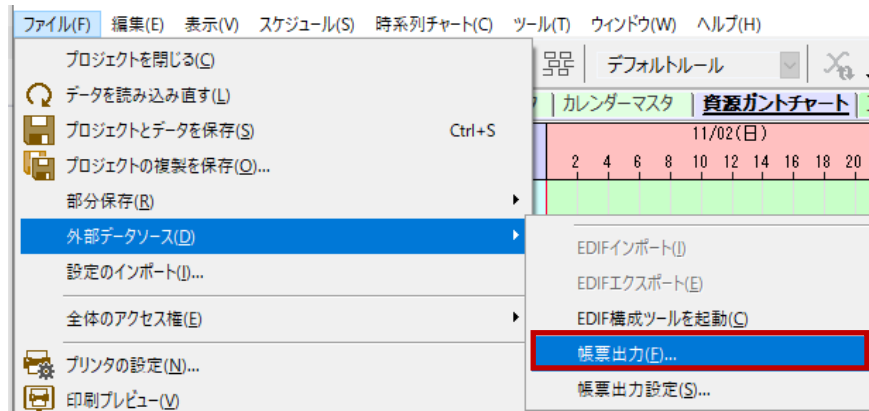 ファイル(F) 編集(E) 表示(V) スケジュール(S) 時系列チャート(C) ツール(T) ウィンドウ(W) ヘルプ(H)
プロジェクトを閉じる(C)
データを読み込み直す(L)
プロジェクトとデータを保存(S) Ctrl+S
プロジェクトの複製を保存(O)...
部分保存(R)
外部データソース(D)
設定のインポート(I)...
全体のアクセス権(E)
プリンタの設定(N)...
印刷プレビュー(V)
デフォルトルール
カレンダーマスタ 資源ガントチャート
11/02(日)
2 4 6 8 10 12 14 16 18 20
EDIFインポート(I)
EDIFエクスポート(E)
EDIF構成ツールを起動(C)
帳票出力(F)...
帳票出力設定(S)...